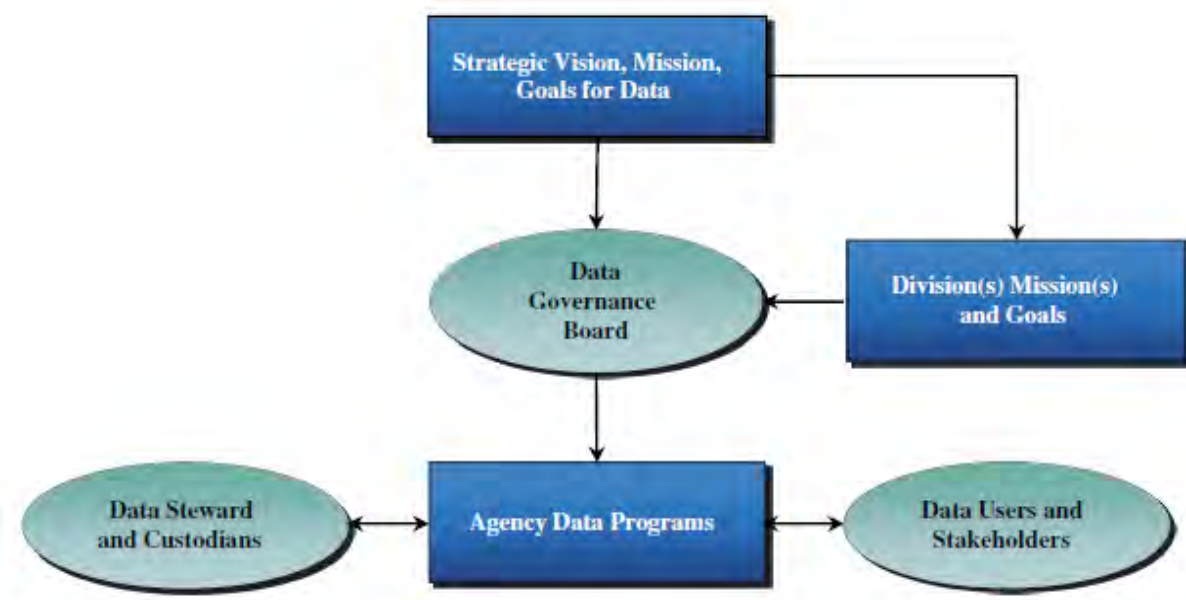 Strategic Vision, Mission,
Goals for Data
Data
Governance
Board
Division(s) Mission(s)
and Goals
Data Steward
and Custodians
Agency Data Programs
Data Users and
Stakeholders